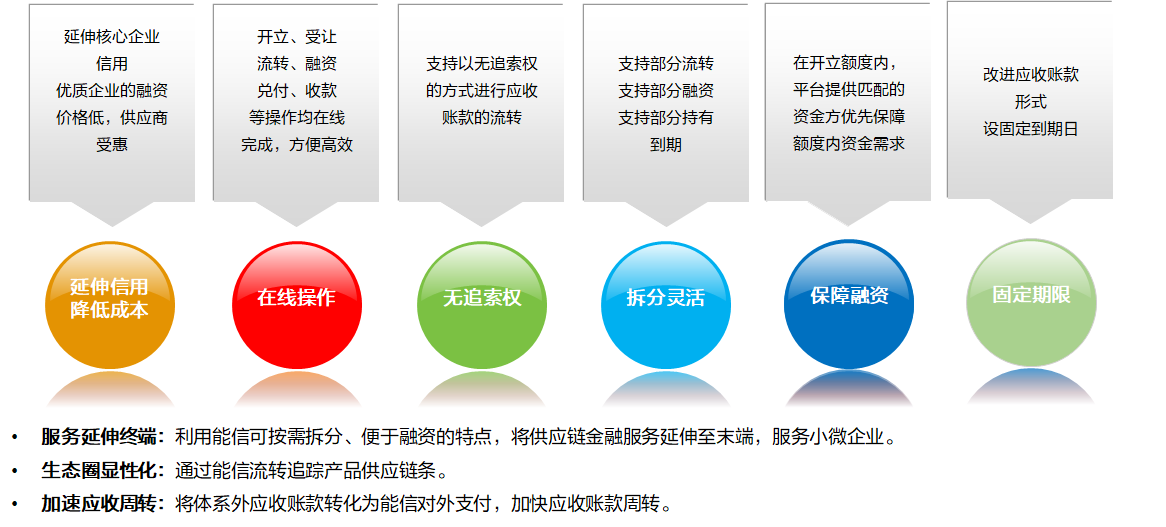 延伸核心企业
信用
优质企业的融资
价格低，供应商
受惠
开立、受让
流转、融资
兑付、收款
等操作均在线
完成，方便高效
支持以无追索权
的方式进行应收
账款的流转
支持部分流转
支持部分融资
支持部分持有
到期
在开立额度内，
平台提供匹配的
资金方优先保障
额度内资金需求
改进应收账款
形式
设固定到期日
延伸信用
降低成本
在线操作
无追索权
拆分灵活
保障融资
固定期限
• 服务延伸终端：利用能信可按需拆分、便于融资的特点，将供应链金融服务延伸至末端，服务小微企业。
• 生态圈显性化：通过能信流转追踪产品供应链条。
• 加速应收周转：将体系外应收账款转化为能信对外支付，加快应收账款周转。